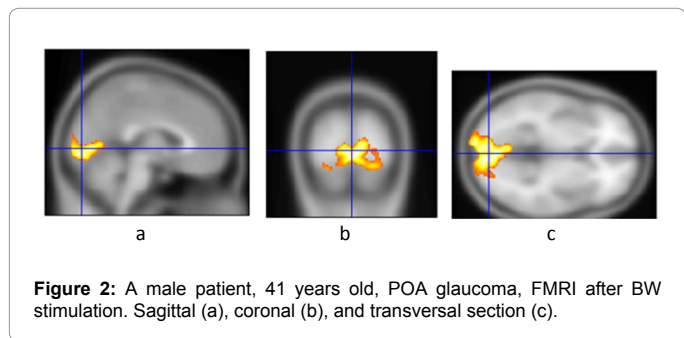 a b c
Figure 2: A male patient, 41 years old, POA glaucoma, FMRI after BW
stimulation. Sagittal (a), coronal (b), and transversal section (c).